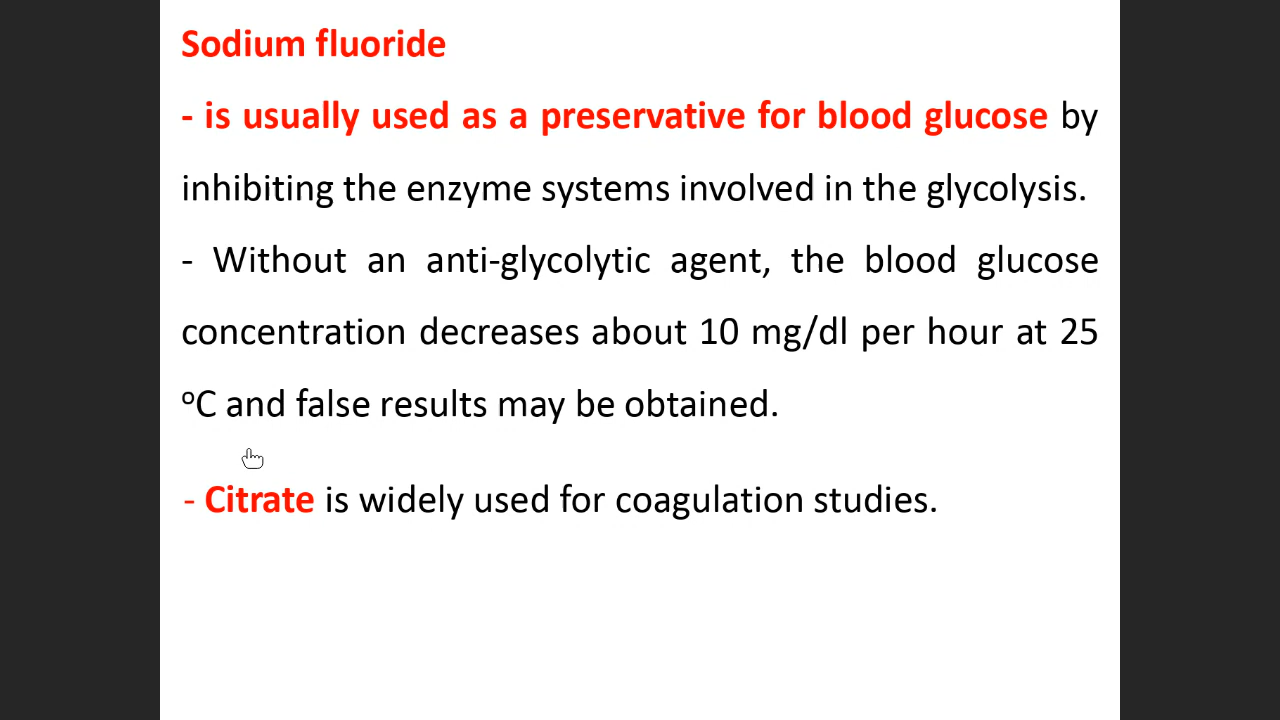 Sodium fluoride
- is usually used as a preservative for blood glucose by
inhibiting the enzyme systems involved in the glycolysis.
- Without an anti-glycolytic agent, the blood glucose
concentration decreases about 10 mg/dl per hour at 25
ᵒC and false results may be obtained.
- Citrate is widely used for coagulation studies.